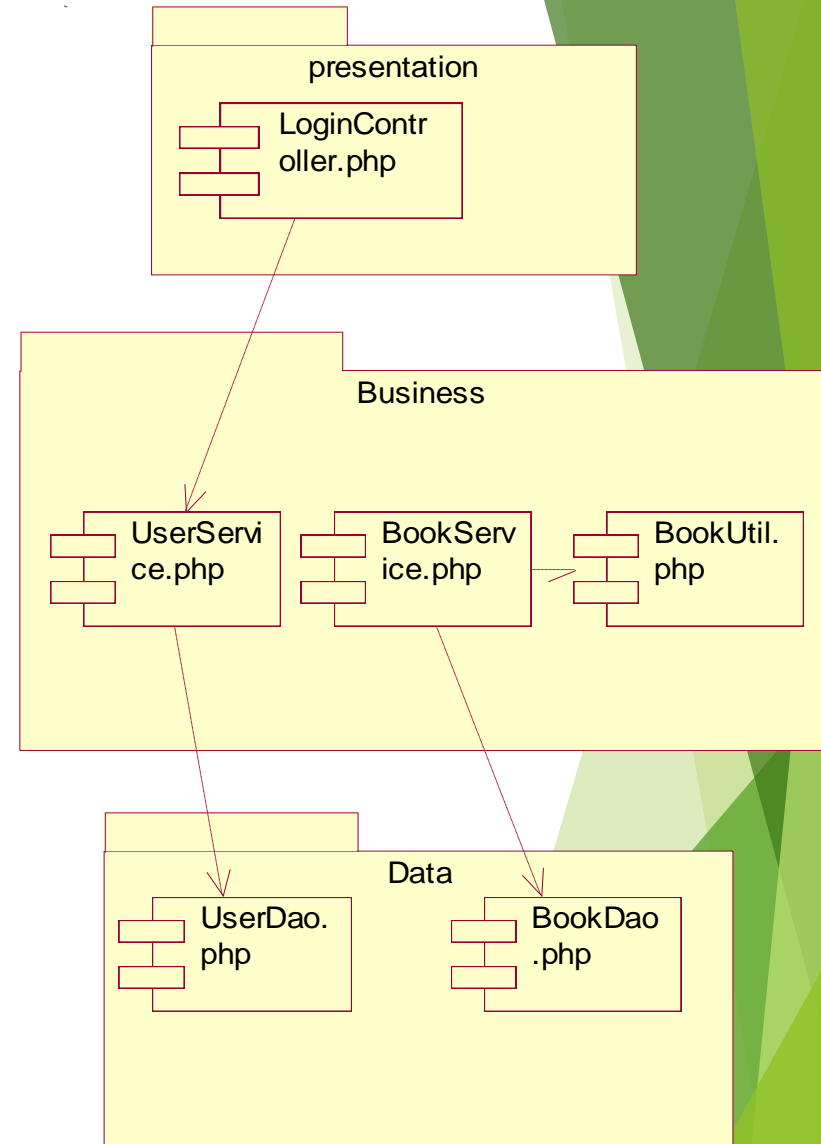 presentation
LoginContr
oller.php
Business
UserServi
ce.php
BookServ
ice.php
BookUtil.
php
Data
UserDao.
php
BookDao
.php